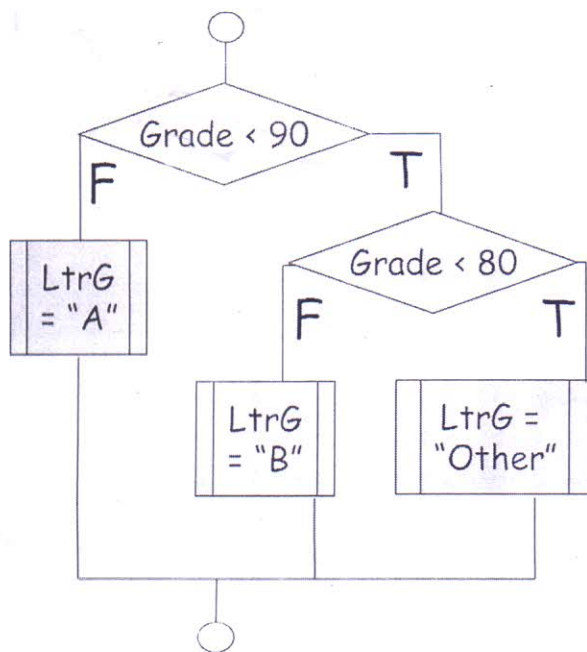 Grade < 90
F
T
LtrG
= "A"
Grade < 80
F
T
LtrG
= "B"
LtrG =
"Other"